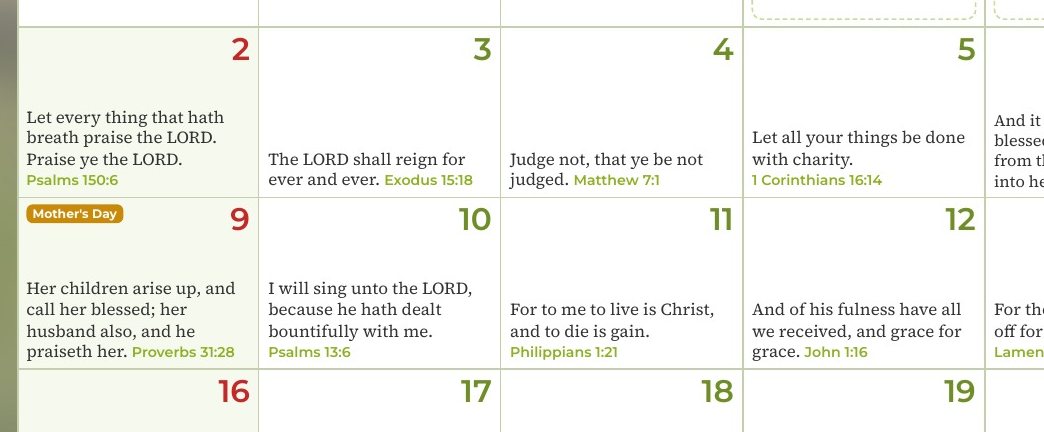 2
3
4
5
Let every thing that hath
breath praise the LORD.
Praise ye the LORD.
Psalms 150:6
The LORD shall reign for
ever and ever. Exodus 15:18
Judge not, that ye be not
judged. Matthew 7:1
Let all your things be done
with charity.
1 Corinthians 16:14
And it
from
Mother's Day
9
10
11
12
Her children arise up, and
call her blessed; her
husband also, and he
praiseth her. Proverbs 31:28
I will sing unto the LORD,
because he hath dealt
bountifully with me.
Psalms 13:6
For to me to live is Christ,
and to die is gain.
Philippians 1:21
And of his fulness have all
we received, and grace for
grace. John 1:16
For
off for
16
17
18
19